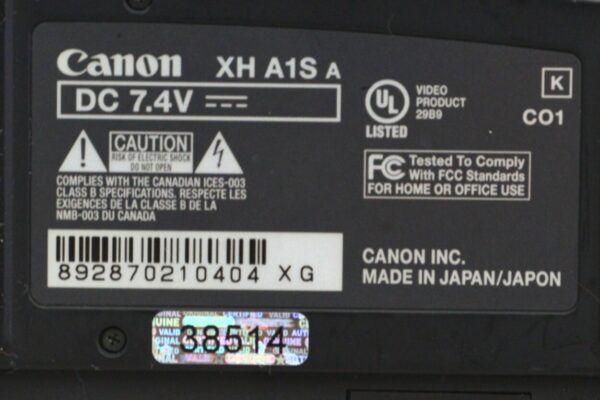 Canon XH A1S A
DC 7.4V
CAUTION
RISK OF ELECTRIC SHOCK
DO NOT OPEN
COMPLIES WITH THE CANADIAN ICES-003
CLASS B SPECIFICATIONS. RESPECTE LES
EXIGENCES DE LA CLASSE B DE LA
NMB-003 DU CANADA
UL
LISTED
VIDEO
PRODUCT
29B9
K
CO1
FC Tested To Comply
With FCC Standards
FOR HOME OR OFFICE USE
892870210404 XG
CANON INC.
MADE IN JAPAN/JAPON
38514